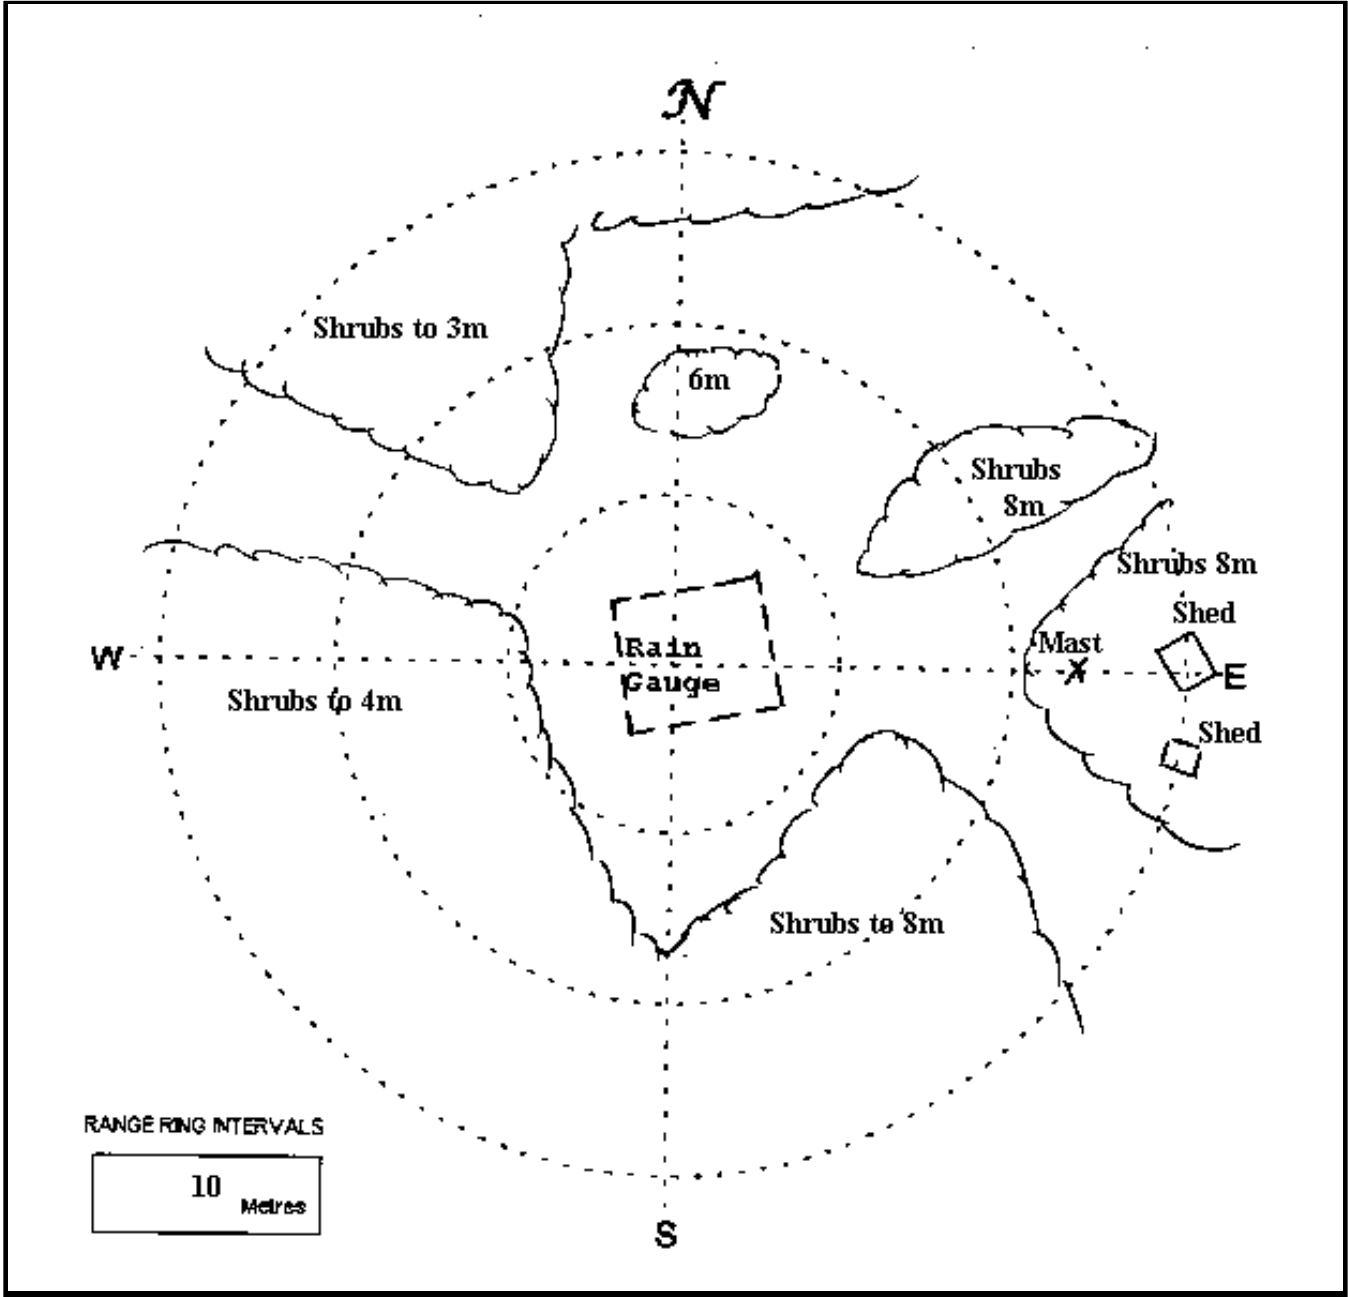 N
Shrubs to 3m
6m
Shrubs
8m
Shrubs 8m
Shed
Rain
Gauge
Mast
W
E
Shrubs to 4m
Shed
Shrubs to 8m
RANGE RING INTERVALS
10
Metres
S